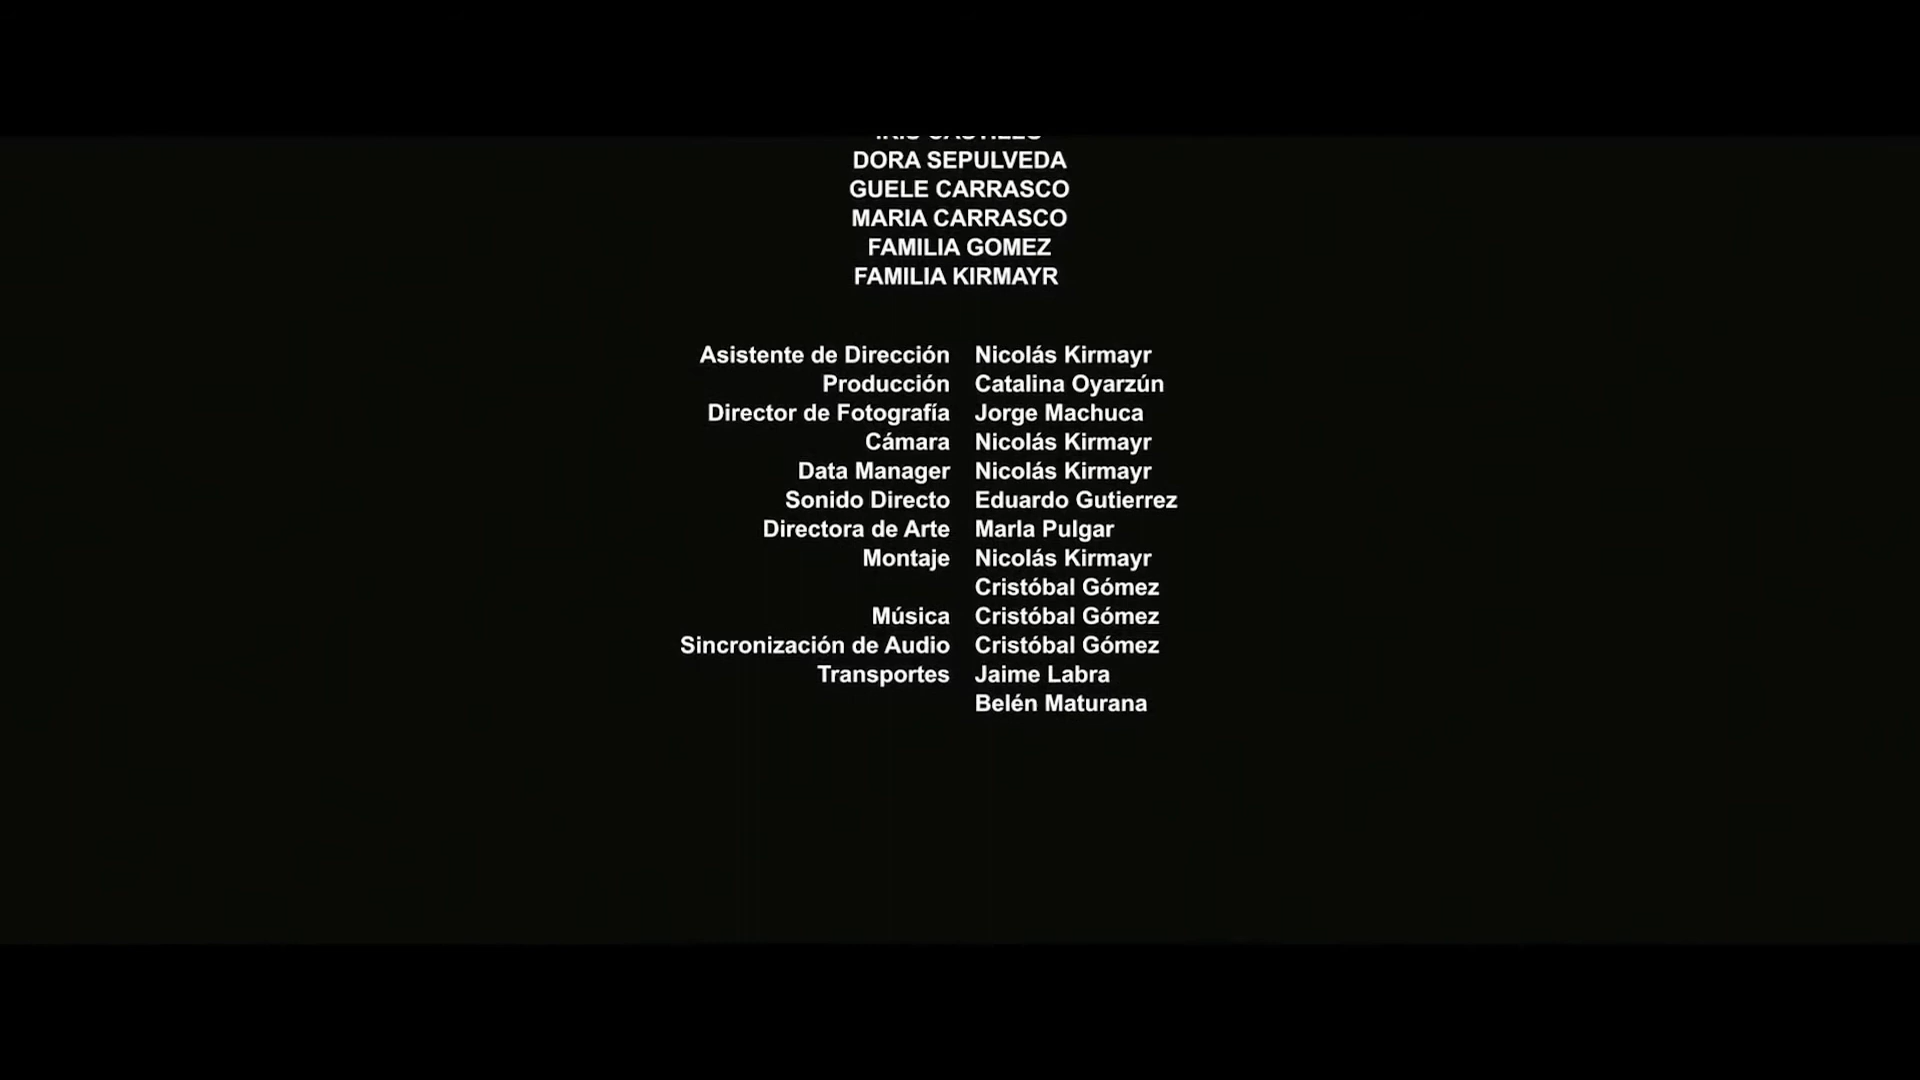 DORA SEPULVEDA
GUELE CARRASCO
MARIA CARRASCO
FAMILIA GOMEZ
FAMILIA KIRMAYR
Asistente de Dirección Nicolás Kirmayr
Producción Catalina Oyarzún
Director de Fotografía Jorge Machuca
Cámara Nicolás Kirmayr
Data Manager Nicolás Kirmayr
Sonido Directo Eduardo Gutierrez
Directora de Arte Marla Pulgar
Montaje Nicolás Kirmayr
Cristóbal Gómez
Música Cristóbal Gómez
Sincronización de Audio Cristóbal Gómez
Transportes Jaime Labra
Belén Maturana